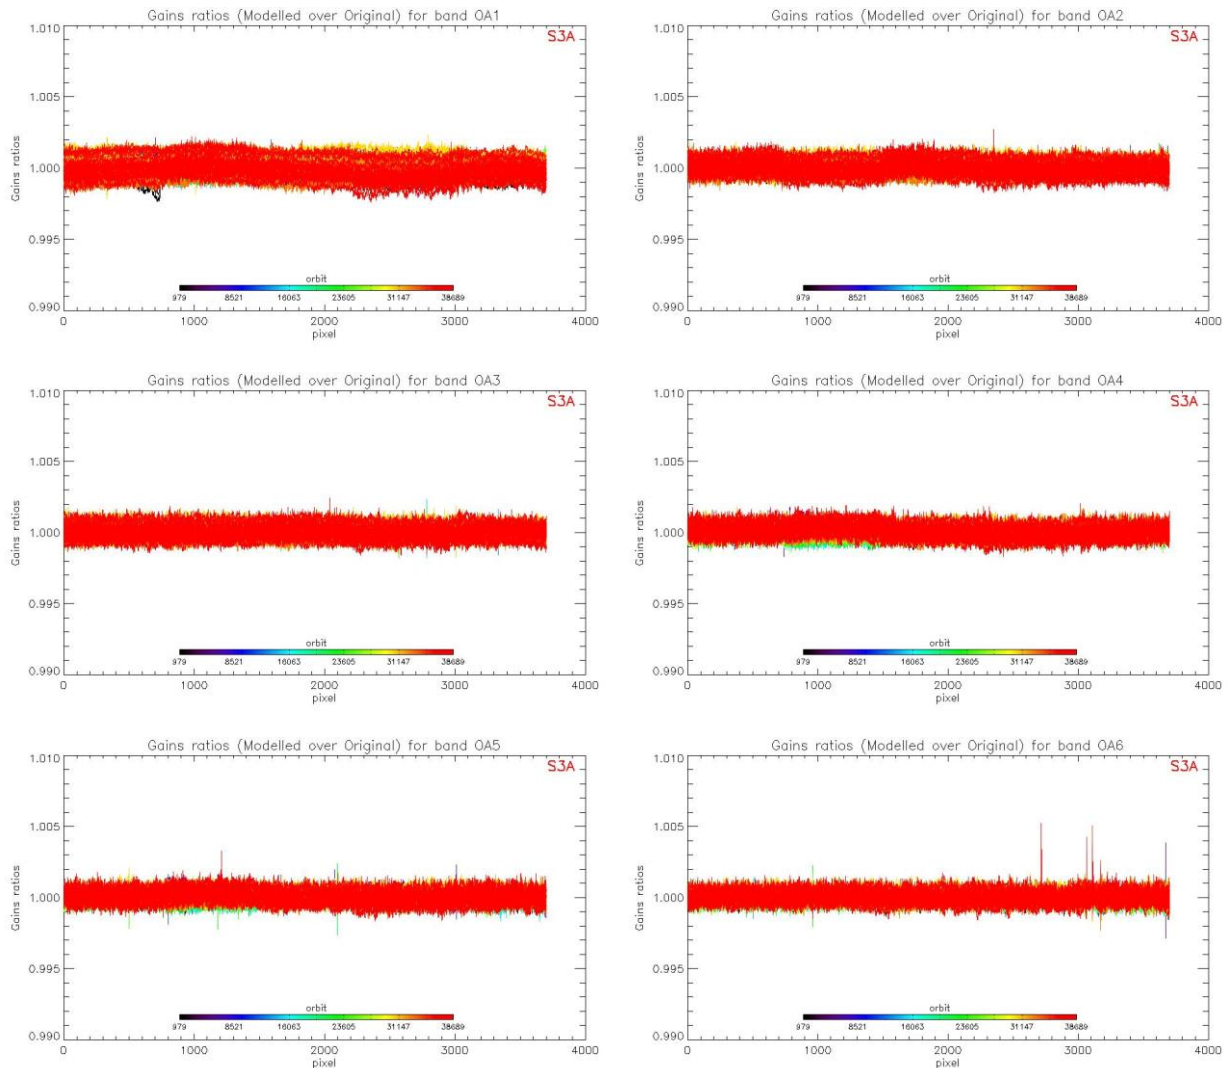 Gains ratios (Modelled over Original) for band OA1
S3A
1.010
1.005
1.000
0.995
0.990
Gains ratios
orbit
979 8521 16063 23605 31147 38689
0 1000 2000 3000 4000
pixel
Gains ratios (Modelled over Original) for band OA2
S3A
1.010
1.005
1.000
0.995
0.990
Gains ratios
orbit
979 8521 16063 23605 31147 38689
0 1000 2000 3000 4000
pixel
Gains ratios (Modelled over Original) for band OA3
S3A
1.010
1.005
1.000
0.995
0.990
Gains ratios
orbit
979 8521 16063 23605 31147 38689
0 1000 2000 3000 4000
pixel
Gains ratios (Modelled over Original) for band OA4
S3A
1.010
1.005
1.000
0.995
0.990
Gains ratios
orbit
979 8521 16063 23605 31147 38689
0 1000 2000 3000 4000
pixel
Gains ratios (Modelled over Original) for band OA5
S3A
1.010
1.005
1.000
0.995
0.990
Gains ratios
orbit
979 8521 16063 23605 31147 38689
0 1000 2000 3000 4000
pixel
Gains ratios (Modelled over Original) for band OA6
S3A
1.010
1.005
1.000
0.995
0.990
Gains ratios
orbit
979 8521 16063 23605 31147 38689
0 1000 2000 3000 4000
pixel